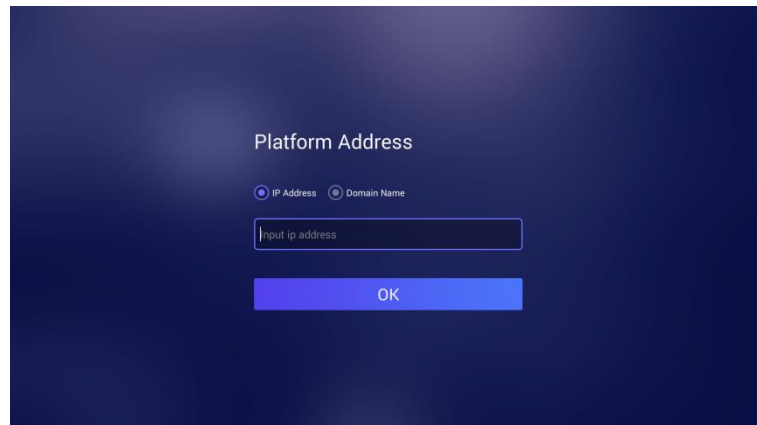 Platform Address
IP Address Domain Name
Input ip address
OK